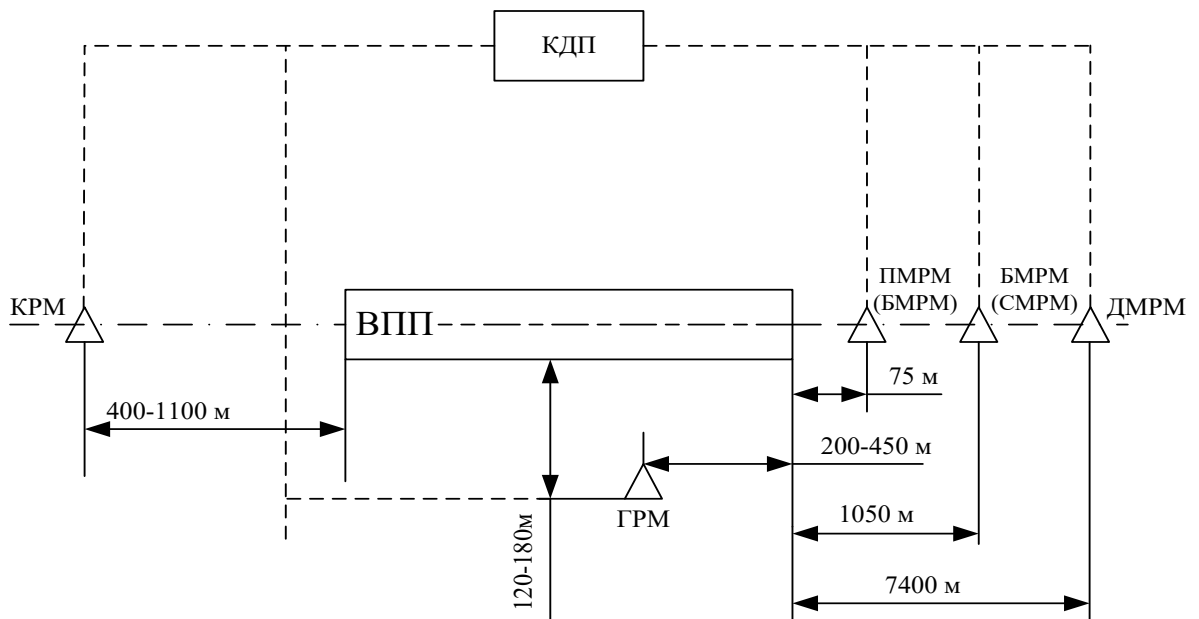 КДП
КРМ
ПМРМ
(БМРМ)
БМРМ
(СМРМ)
ДМРМ
ВПП
75 м
400-1100 м
200-450 м
ГРМ
120-180м
1050 м
7400 м